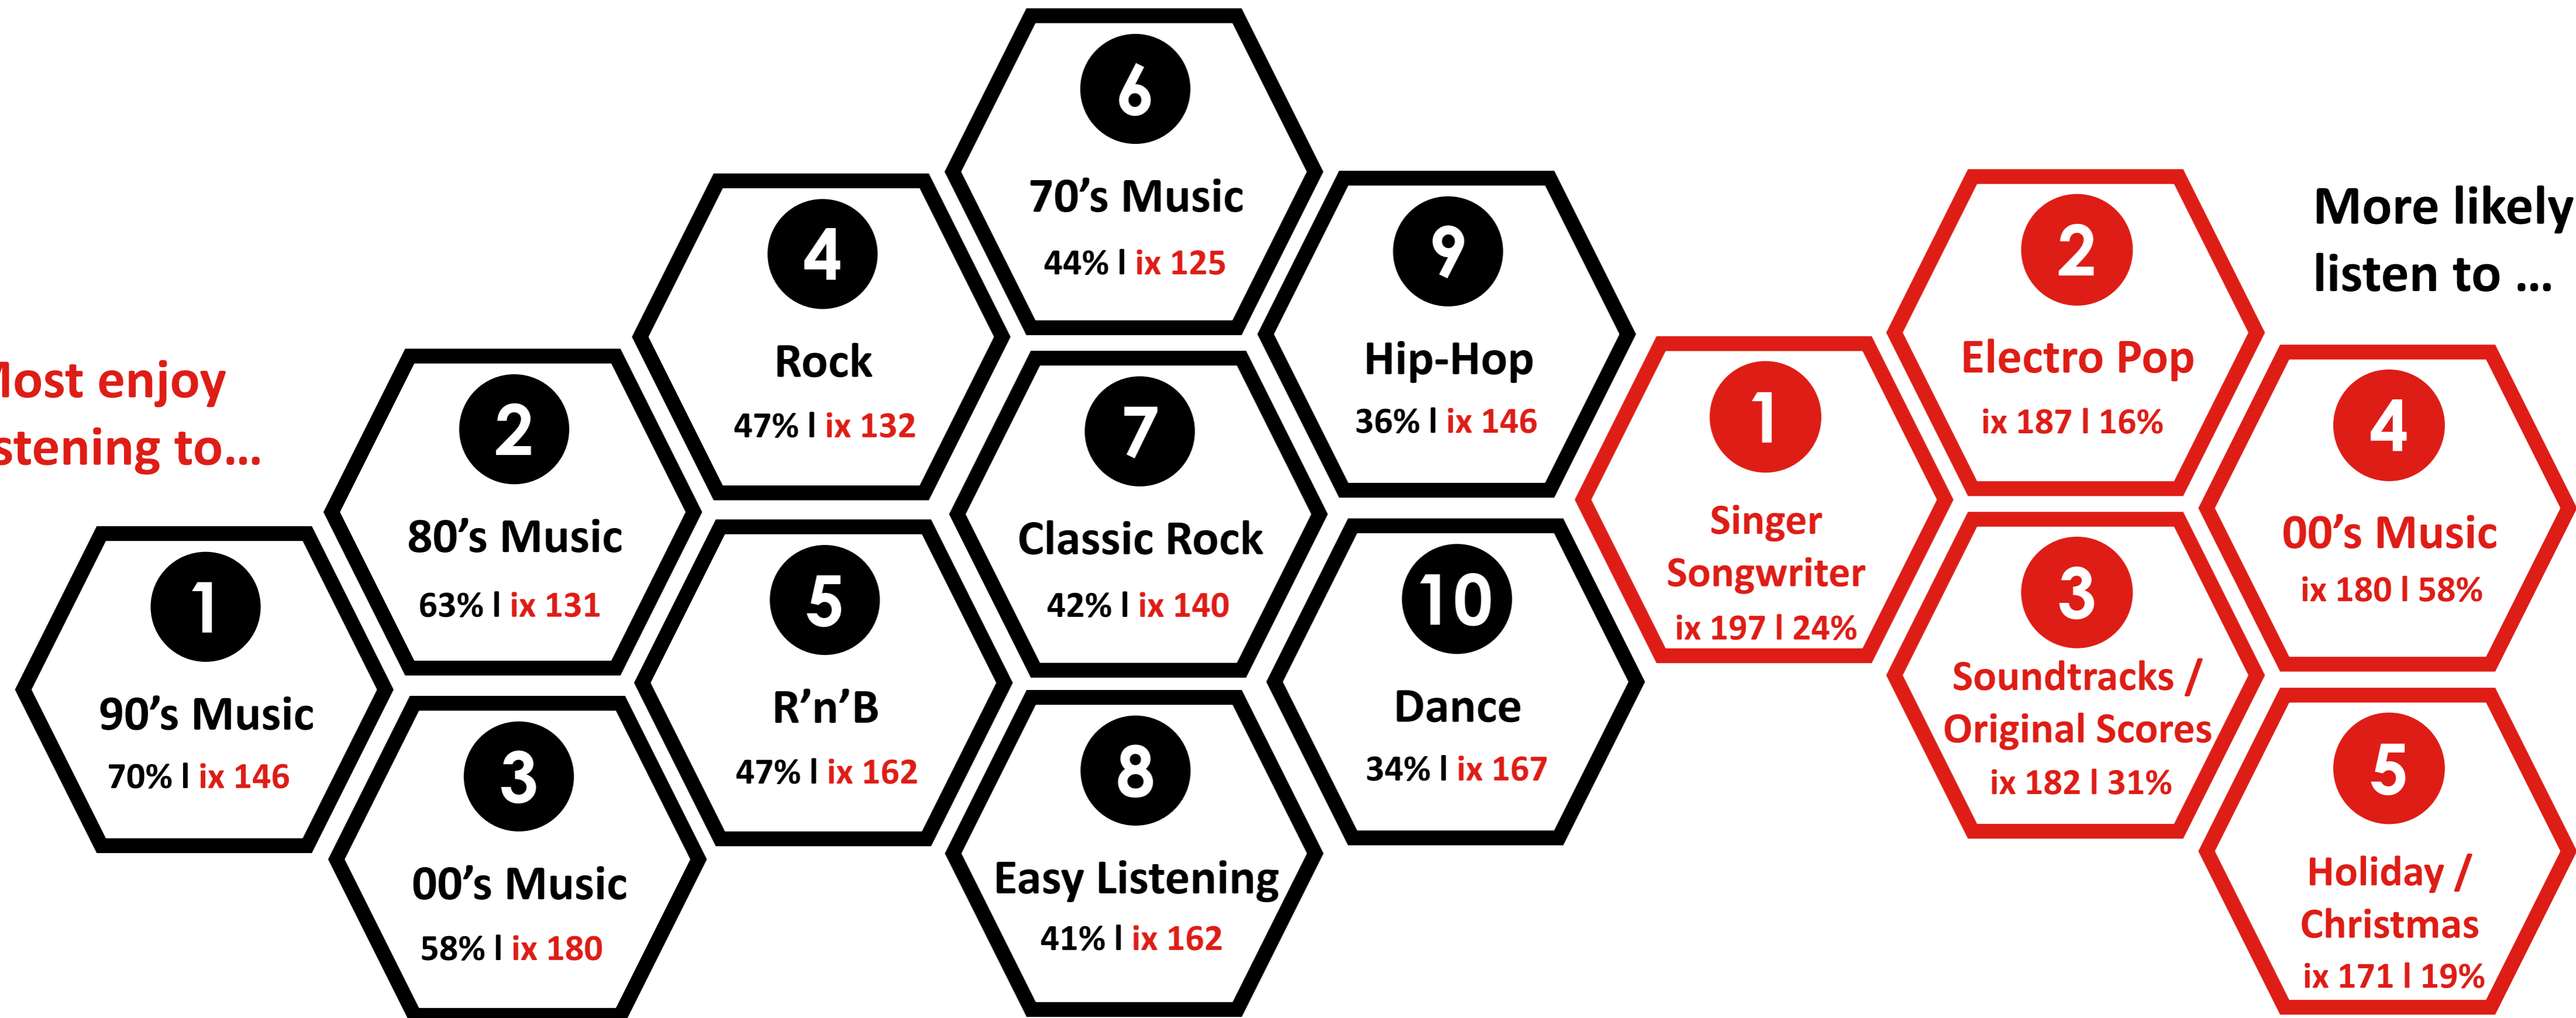 Most enjoy
listening to...
1
90's Music
70% I ix 146
2
80's Music
63% I ix 131
3
00's Music
58% I ix 180
4
Rock
47% I ix 132
5
R'n'B
47% I ix 162
6
70's Music
44% I ix 125
7
Classic Rock
42% I ix 140
8
Easy Listening
41% I ix 162
9
Hip-Hop
36% I ix 146
10
Dance
34% I ix 167
More likely
listen to ...
1
Singer
Songwriter
ix 197 I 24%
2
Electro Pop
ix 187 I 16%
3
Soundtracks /
Original Scores
ix 182 I 31%
4
00's Music
ix 180 I 58%
5
Holiday /
Christmas
ix 171 I 19%